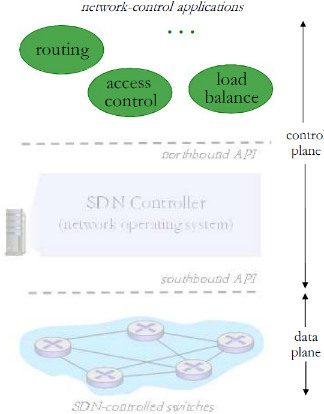 network-control applications
...
routing
access
control
load
balance
control
plane
northbound API
SDN Controller
(network operating system)
southbound API
data
plane
SDN-controlled switches